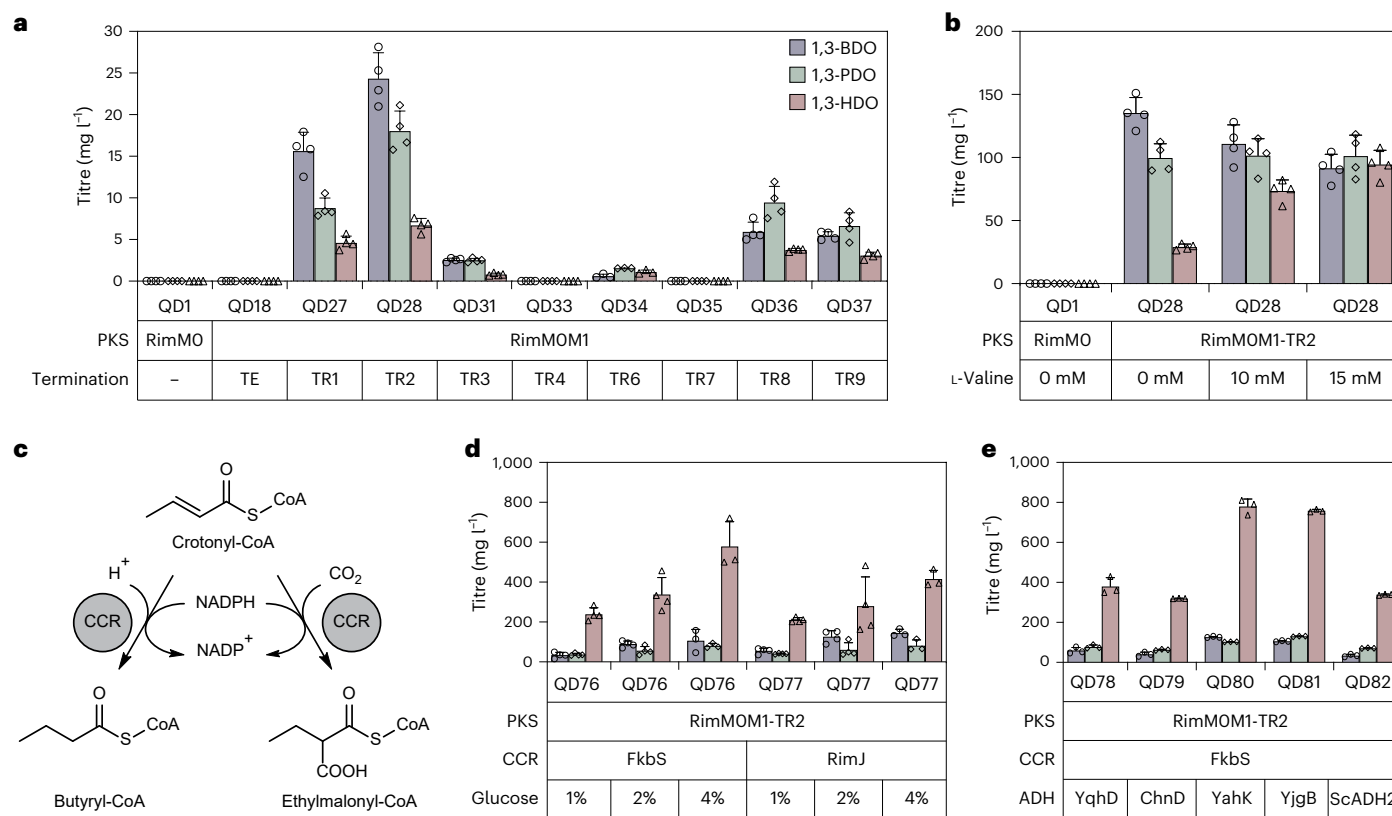 a
30
25
20
15
10
5
0
Titre (mg l⁻¹)
1,3-BDO
1,3-PDO
1,3-HDO
QD1 QD18 QD27 QD28 QD31 QD33 QD34 QD35 QD36 QD37
PKS RimM0 RimM0M1
Termination – TE TR1 TR2 TR3 TR4 TR6 TR7 TR8 TR9
b
200
150
100
50
0
Titre (mg l⁻¹)
QD1 QD28 QD28 QD28
PKS RimM0 RimM0M1-TR2
L-Valine 0 mM 0 mM 10 mM 15 mM
c
O
S CoA
Crotonyl-CoA
H⁺ CO₂
CCR NADPH CCR
NADP⁺
O O
S CoA S CoA
COOH
Butyryl-CoA Ethylmalonyl-CoA
d
1,000
800
600
400
200
0
Titre (mg l⁻¹)
QD76 QD76 QD76 QD77 QD77 QD77
PKS RimM0M1-TR2
CCR FkbS RimJ
Glucose 1% 2% 4% 1% 2% 4%
e
1,000
800
600
400
200
0
Titre (mg l⁻¹)
QD78 QD79 QD80 QD81 QD82
PKS RimM0M1-TR2
CCR FkbS
ADH YqhD ChnD YahK YjgB ScADH2